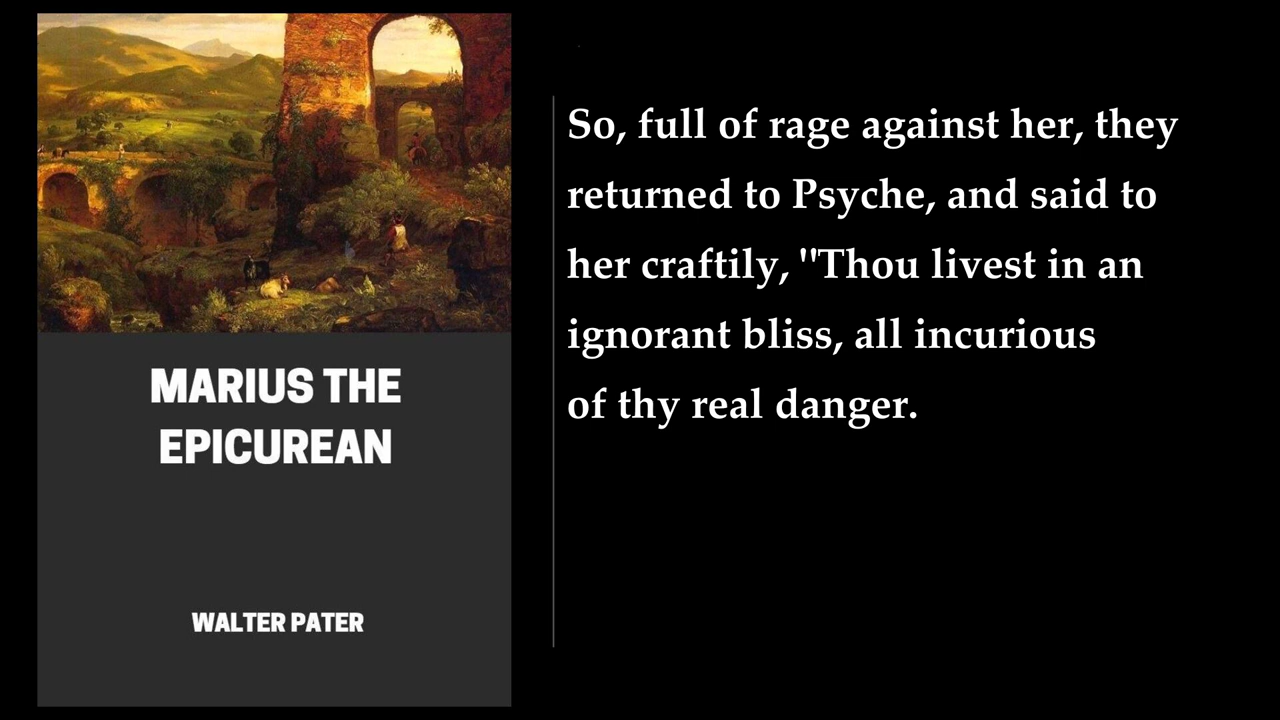 MARIUS THE
EPICUREAN
WALTER PATER
So, full of rage against her, they
returned to Psyche, and said to
her craftily, "Thou livest in an
ignorant bliss, all incurious
of thy real danger.